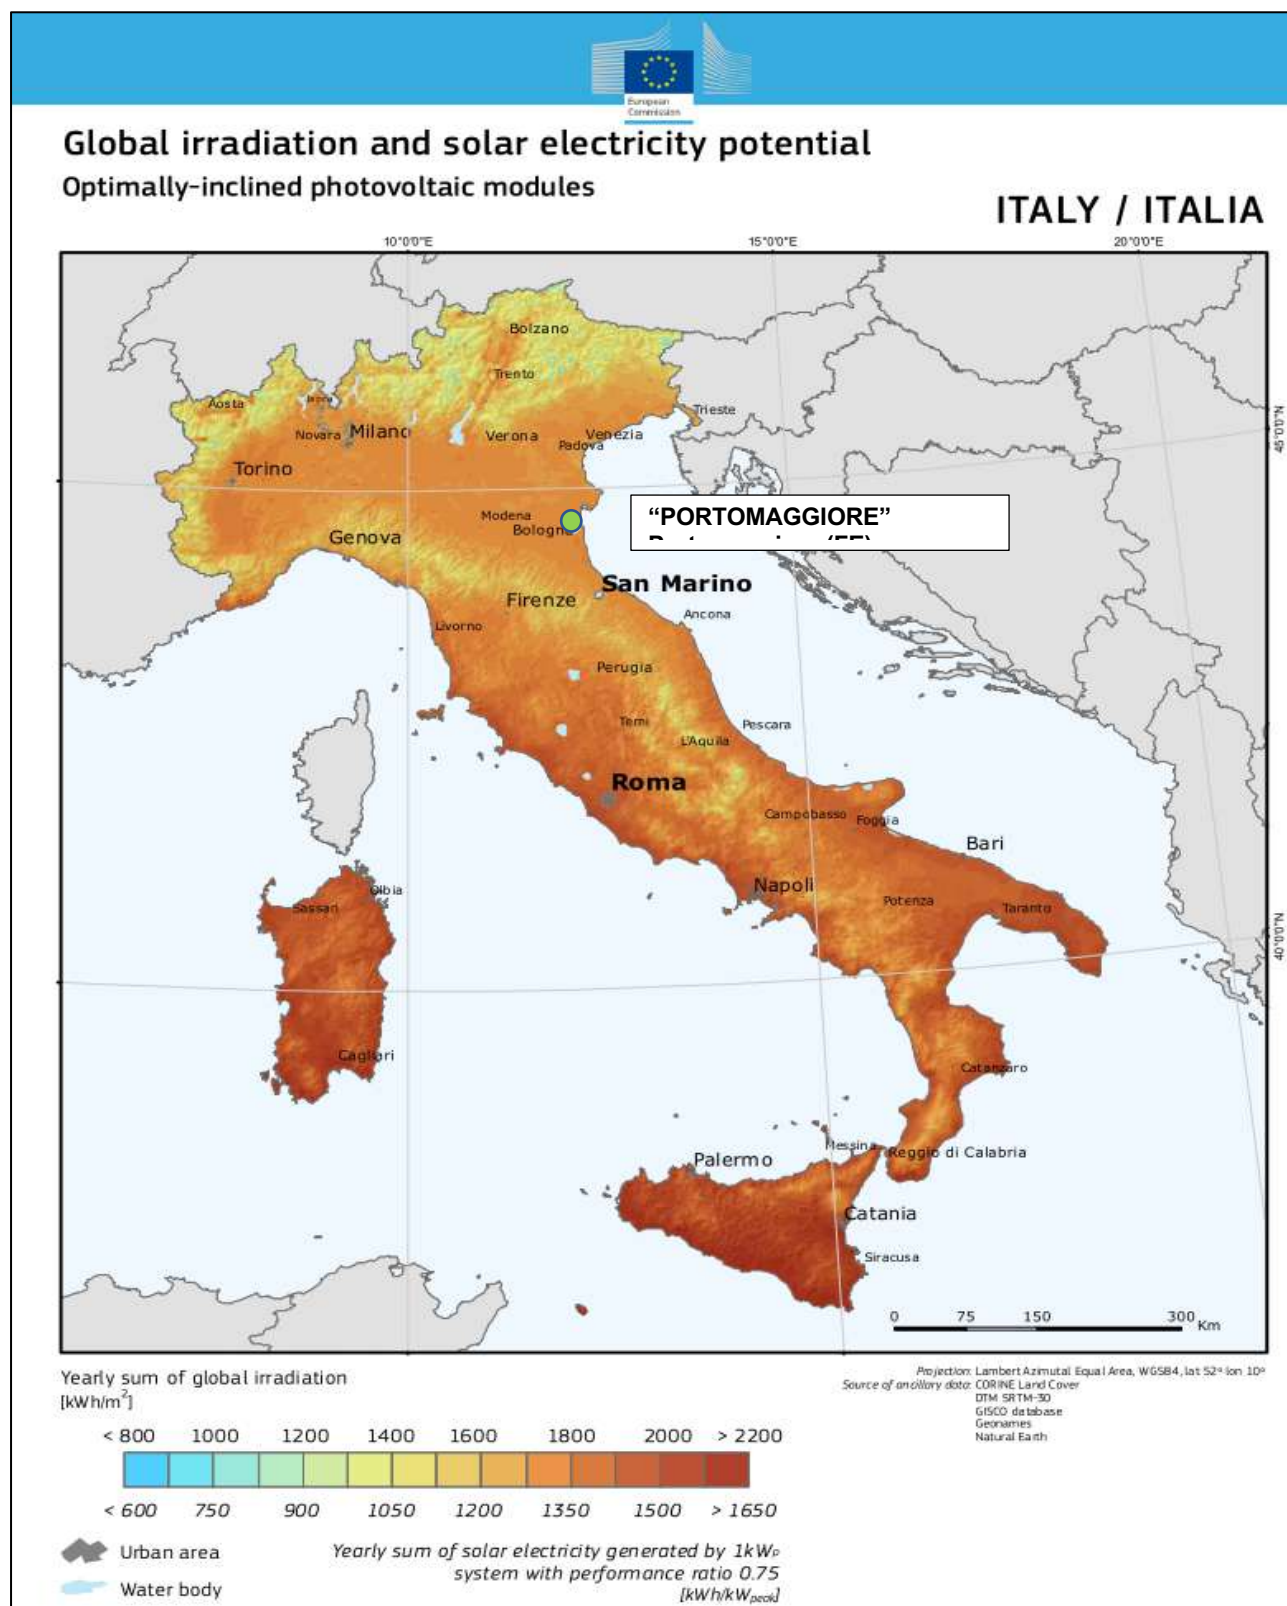 European
Commission
Global irradiation and solar electricity potential
Optimally-inclined photovoltaic modules
ITALY / ITALIA
10°0'0"E
15°0'0"E
20°0'0"E
Bolzano
Trento
Aosta
Trieste
Novara
Milano
Verona
Venezia
Padova
45°0'0"N
Torino
Modena
Bologna
“PORTOMAGGIORE”
Genova
San Marino
Firenze
Ancona
Livorno
Perugia
Terni
Pescara
L'Aquila
Roma
Campobasso
Foggia
Bari
Napoli
Olbia
Sassari
Potenza
Taranto
40°0'0"N
Cagliari
Catanzaro
Messina
Reggio di Calabria
Palermo
Catania
Siracusa
0 75 150 300 Km
Yearly sum of global irradiation
[kWh/m²]
Projection: Lambert Azimutal Equal Area, WGS84, lat 52° lon 10°
Source of ancillary data: CORINE Land Cover
DTM SRTM-30
GISCO database
Geonames
Natural Earth
< 800 1000 1200 1400 1600 1800 2000 > 2200
< 600 750 900 1050 1200 1350 1500 > 1650
Urban area
Water body
Yearly sum of solar electricity generated by 1kWp
system with performance ratio 0.75
[kWh/kWpeak]